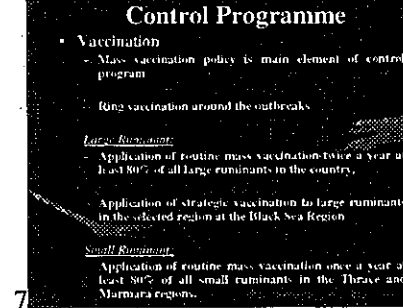 Control Programme
• Vaccination
- Mass vaccination policy is main element of control
program
- Ring vaccination around the outbreaks
Large Ruminant:
- Application of routine mass vaccination twice a year at
least 80% of all large ruminants in the country,
- Application of strategic vaccination to large ruminants
in the selected region at the Black Sea Region
Small Ruminant:
Application of routine mass vaccination once a year at
least 80% of all small ruminants in the Thrace and
Marmara regions.
7